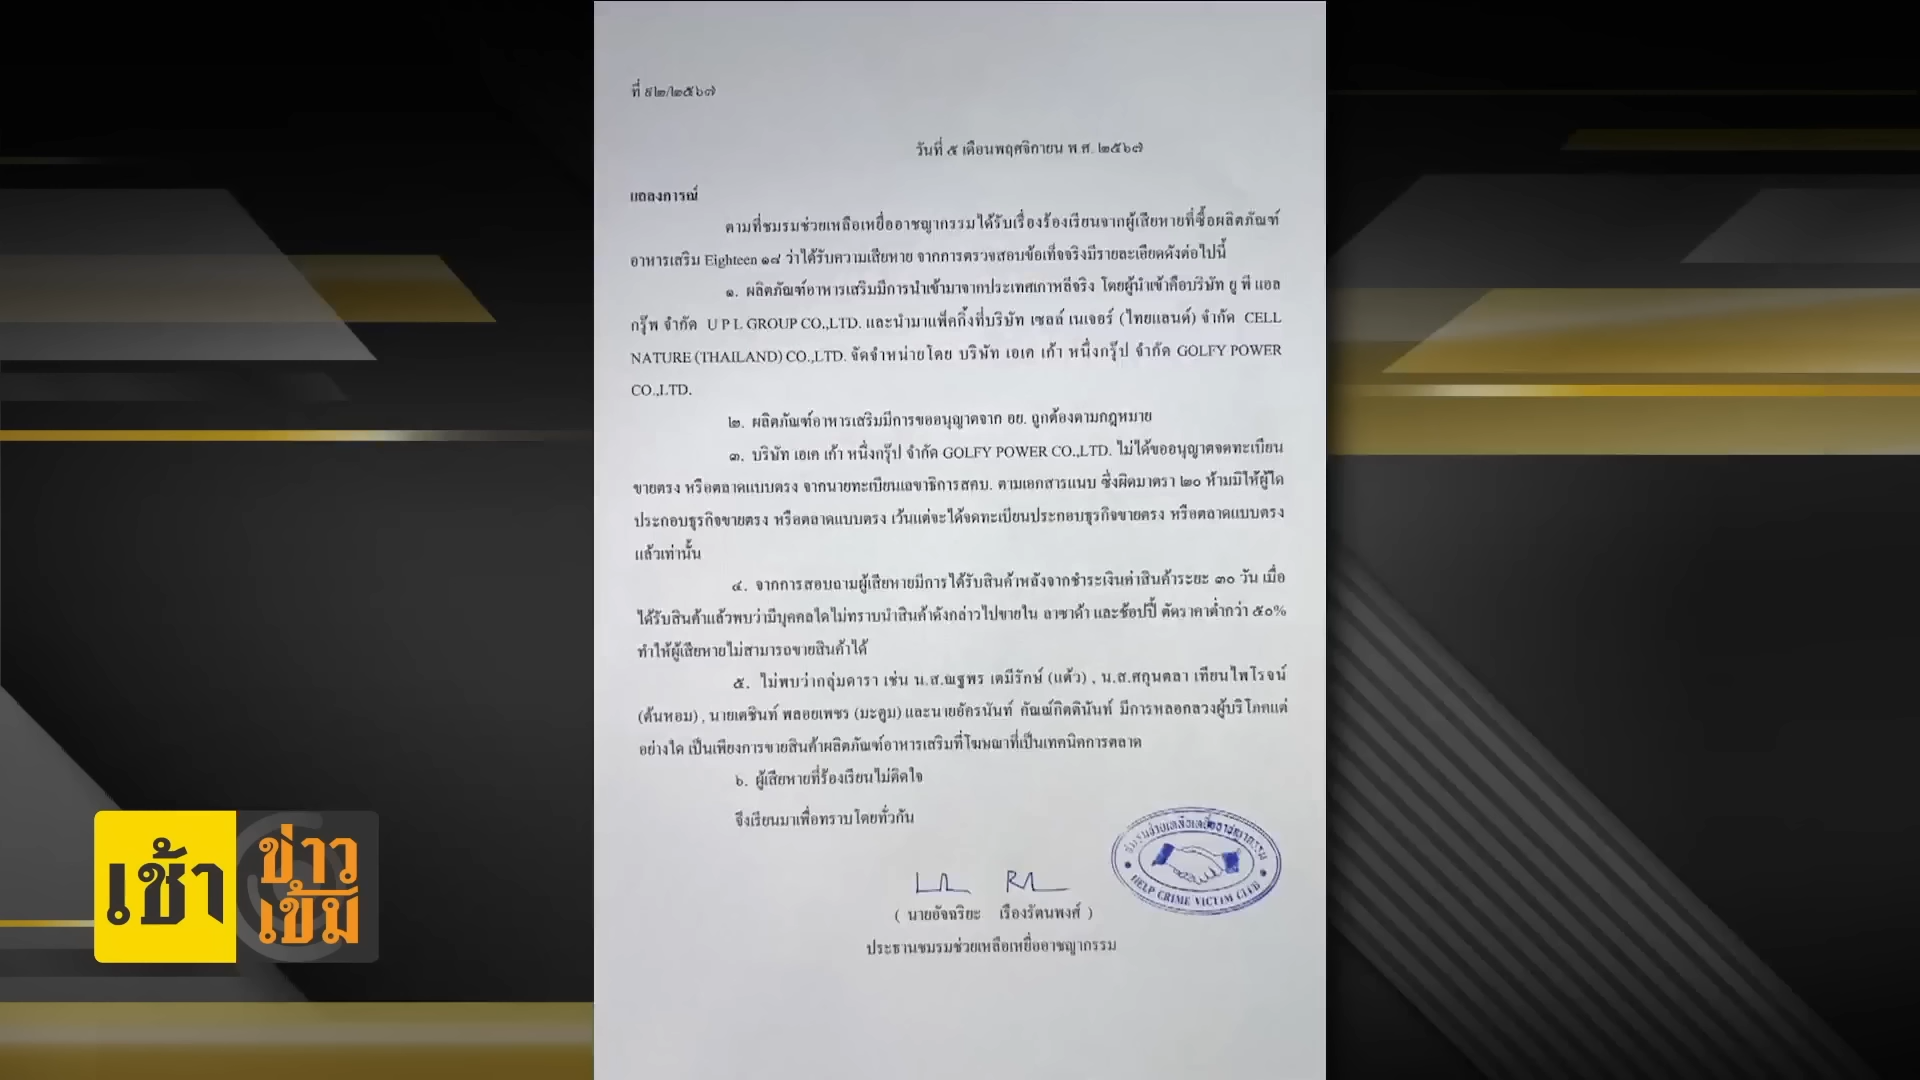 ที่ ๕๒/๒๕๖๗
วันที่ ๕ เดือนพฤศจิกายน พ.ศ. ๒๕๖๗
แถลงการณ์
ตามที่ชมรมช่วยเหลือเหยื่ออาชญากรรมได้รับเรื่องร้องเรียนจากผู้เสียหายที่ซื้อผลิตภัณฑ์
อาหารเสริม Eighteen ๑๘ ว่าได้รับความเสียหาย จากการตรวจสอบข้อเท็จจริงมีรายละเอียดดังต่อไปนี้
๑. ผลิตภัณฑ์อาหารเสริมมีการนำเข้ามาจากประเทศเกาหลีจริง โดยผู้นำเข้าคือบริษัท ยู พี แอล
กรุ๊พ จำกัด U P L GROUP CO.,LTD. และนำมาแพ็คกิ้งที่บริษัท เซลล์ เนเจอร์ (ไทยแลนด์) จำกัด CELL
NATURE (THAILAND) CO.,LTD. จัดจำหน่ายโดย บริษัท เอเค เก้า หนึ่งกรุ๊ป จำกัด GOLFY POWER
CO.,LTD.
๒. ผลิตภัณฑ์อาหารเสริมมีการขออนุญาตจาก อย. ถูกต้องตามกฎหมาย
๓. บริษัท เอเค เก้า หนึ่งกรุ๊ป จำกัด GOLFY POWER CO.,LTD. ไม่ได้ขออนุญาตจดทะเบียน
ขายตรง หรือตลาดแบบตรง จากนายทะเบียนเลขาธิการสคบ. ตามเอกสารแนบ ซึ่งผิดมาตรา ๒๐ ห้ามมิให้ผู้ใด
ประกอบธุรกิจขายตรง หรือตลาดแบบตรง เว้นแต่จะได้จดทะเบียนประกอบธุรกิจขายตรง หรือตลาดแบบตรง
แล้วเท่านั้น
๔. จากการสอบถามผู้เสียหายมีการได้รับสินค้าหลังจากชำระเงินค่าสินค้าระยะ ๓๐ วัน เมื่อ
ได้รับสินค้าแล้วพบว่ามีบุคคลใดไม่ทราบนำสินค้าดังกล่าวไปขายใน ลาซาด้า และช้อปปี้ ตัดราคาต่ำกว่า ๕๐%
ทำให้ผู้เสียหายไม่สามารถขายสินค้าได้
๕. ไม่พบว่ากลุ่มดารา เช่น น.ส.ณฐพร เตมีรักษ์ (แต้ว) , น.ส.ศกุนตลา เทียนไพโรจน์
(ต้นหอม) , นายเตชินท์ พลอยเพชร (มะตูม) และนายอัครนันท์ กัณณ์กิตตินันท์ มีการหลอกลวงผู้บริโภคแต่
อย่างใด เป็นเพียงการขายสินค้าผลิตภัณฑ์อาหารเสริมที่โฆษณาที่เป็นเทคนิคการตลาด
๖. ผู้เสียหายที่ร้องเรียนไม่ติดใจ
จึงเรียนมาเพื่อทราบโดยทั่วกัน
ชมรมช่วยเหลือเหยื่ออาชญากรรม
HELP CRIME VICTIM CLUB
( นายอัจฉริยะ เรืองรัตนพงศ์ )
ประธานชมรมช่วยเหลือเหยื่ออาชญากรรม
เช้า
ข่าว
เข้ม